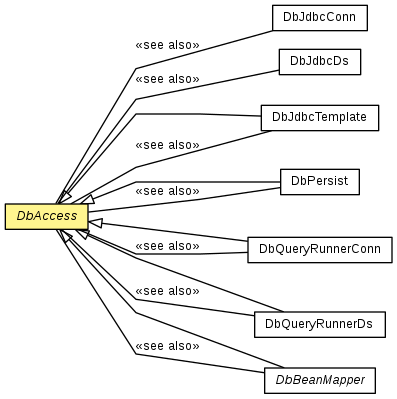 DbJdbcConn
«see also»
DbJdbcDs
«see also»
DbJdbcTemplate
«see also»
DbPersist
«see also»
DbAccess
DbQueryRunnerConn
«see also»
«see also»
DbQueryRunnerDs
«see also»
DbBeanMapper